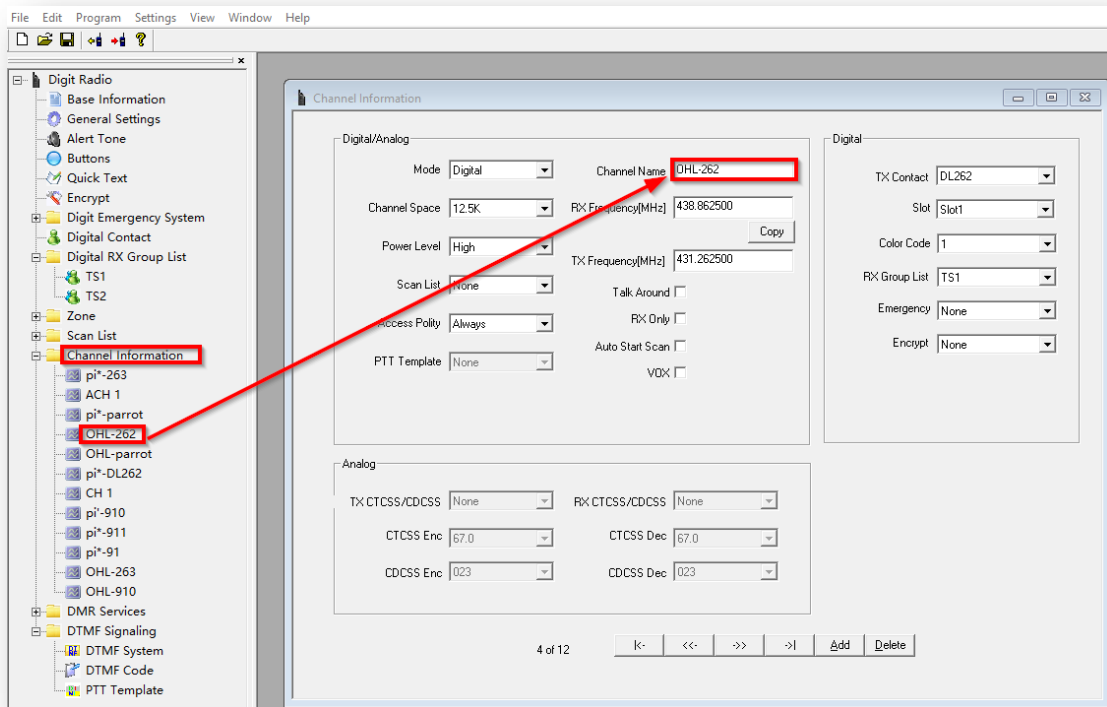 File Edit Program Settings View Window Help
Digit Radio
Base Information
General Settings
Alert Tone
Buttons
Quick Text
Encrypt
Digit Emergency System
Digital Contact
Digital RX Group List
TS1
TS2
Zone
Scan List
Channel Information
pi*-263
ACH 1
pi*-parrot
OHL-262
OHL-parrot
pi*-DL262
CH 1
pi'-910
pi*-911
pi*-91
OHL-263
OHL-910
DMR Services
DTMF Signaling
DTMF System
DTMF Code
PTT Template
Channel Information
Digital/Analog
Mode Digital
Channel Space 12.5K
Power Level High
Scan List None
Access Polity Always
PTT Template None
Channel Name OHL-262
RX Frequency[MHz] 438.862500
Copy
TX Frequency[MHz] 431.262500
Talk Around
RX Only
Auto Start Scan
VOX
Digital
TX Contact DL262
Slot Slot1
Color Code 1
RX Group List TS1
Emergency None
Encrypt None
Analog
TX CTCSS/CDCSS None RX CTCSS/CDCSS None
CTCSS Enc 67.0 CTCSS Dec 67.0
CDCSS Enc 023 CDCSS Dec 023
4 of 12 |<- <<- ->> ->| Add Delete